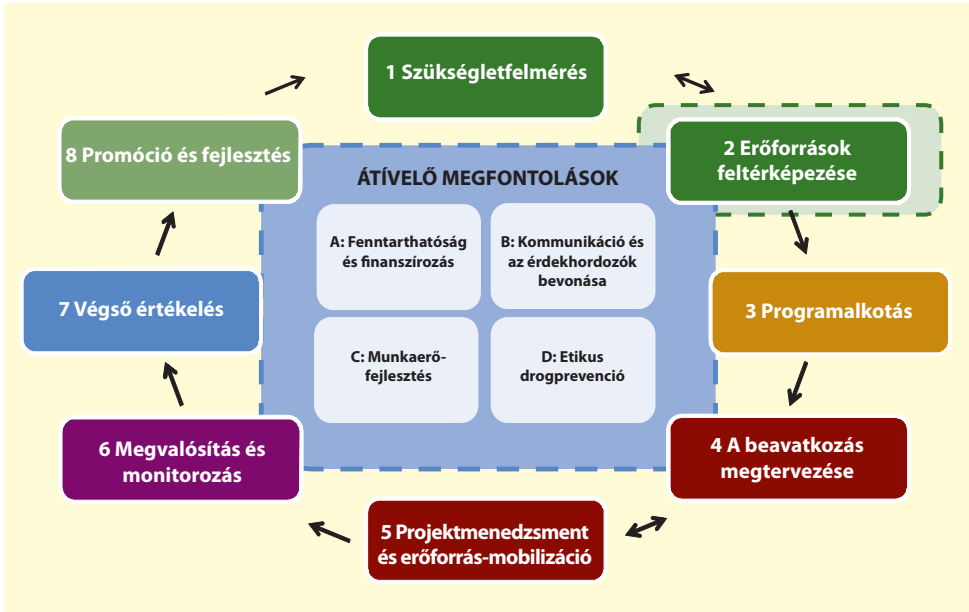 1 Szükségletfelmérés
2 Erőforrások
feltérképezése
3 Programalkotás
4 A beavatkozás
megtervezése
5 Projektmenedzsment
és erőforrás-mobilizáció
6 Megvalósítás és
monitorozás
7 Végső értékelés
8 Promóció és fejlesztés
ÁTÍVELŐ MEGFONTOLÁSOK
A: Fenntarthatóság
és finanszírozás
B: Kommunikáció és
az érdekhordozók
bevonása
C: Munkaerő-
fejlesztés
D: Etikus
drogprevenció